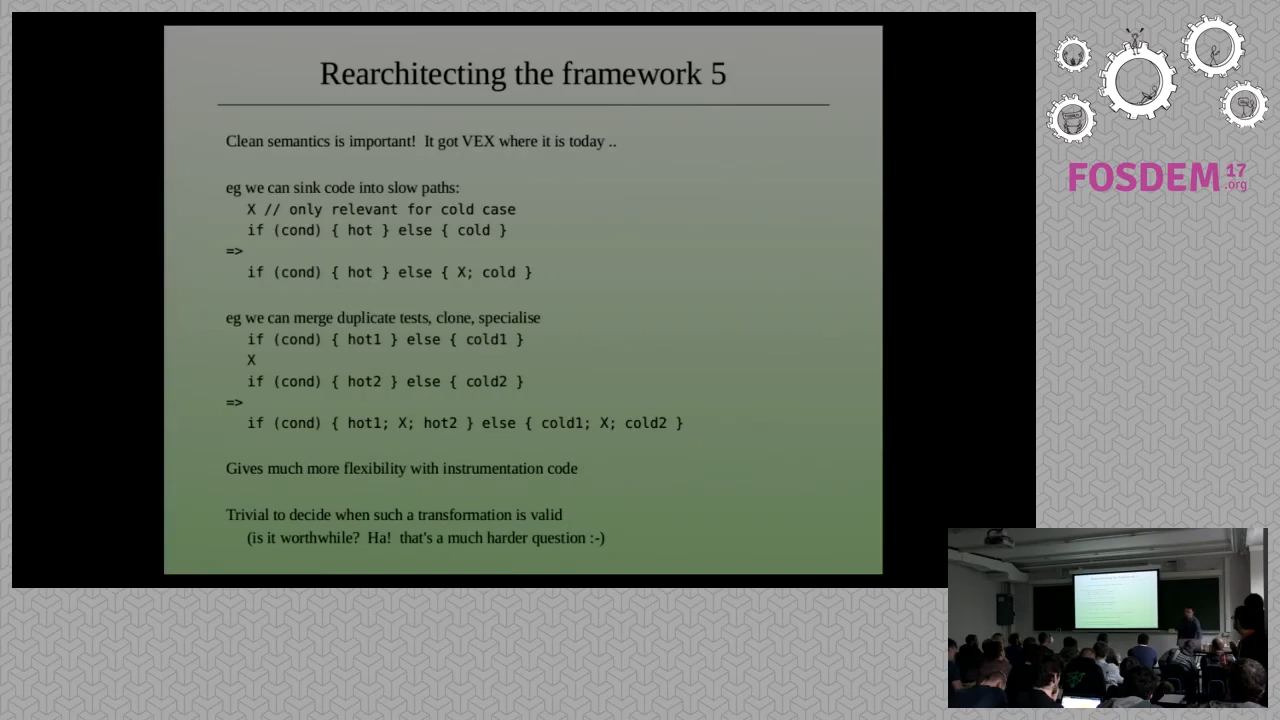 Rearchitecting the framework 5
Clean semantics is important!  It got VEX where it is today ..
eg we can sink code into slow paths:
X // only relevant for cold case
if (cond) { hot } else { cold }
=>
if (cond) { hot } else { X; cold }
eg we can merge duplicate tests, clone, specialise
if (cond) { hot1 } else { cold1 }
X
if (cond) { hot2 } else { cold2 }
=>
if (cond) { hot1; X; hot2 } else { cold1; X; cold2 }
Gives much more flexibility with instrumentation code
Trivial to decide when such a transformation is valid
(is it worthwhile?  Ha!  that's a much harder question :-)
FOSDEM 17
.org